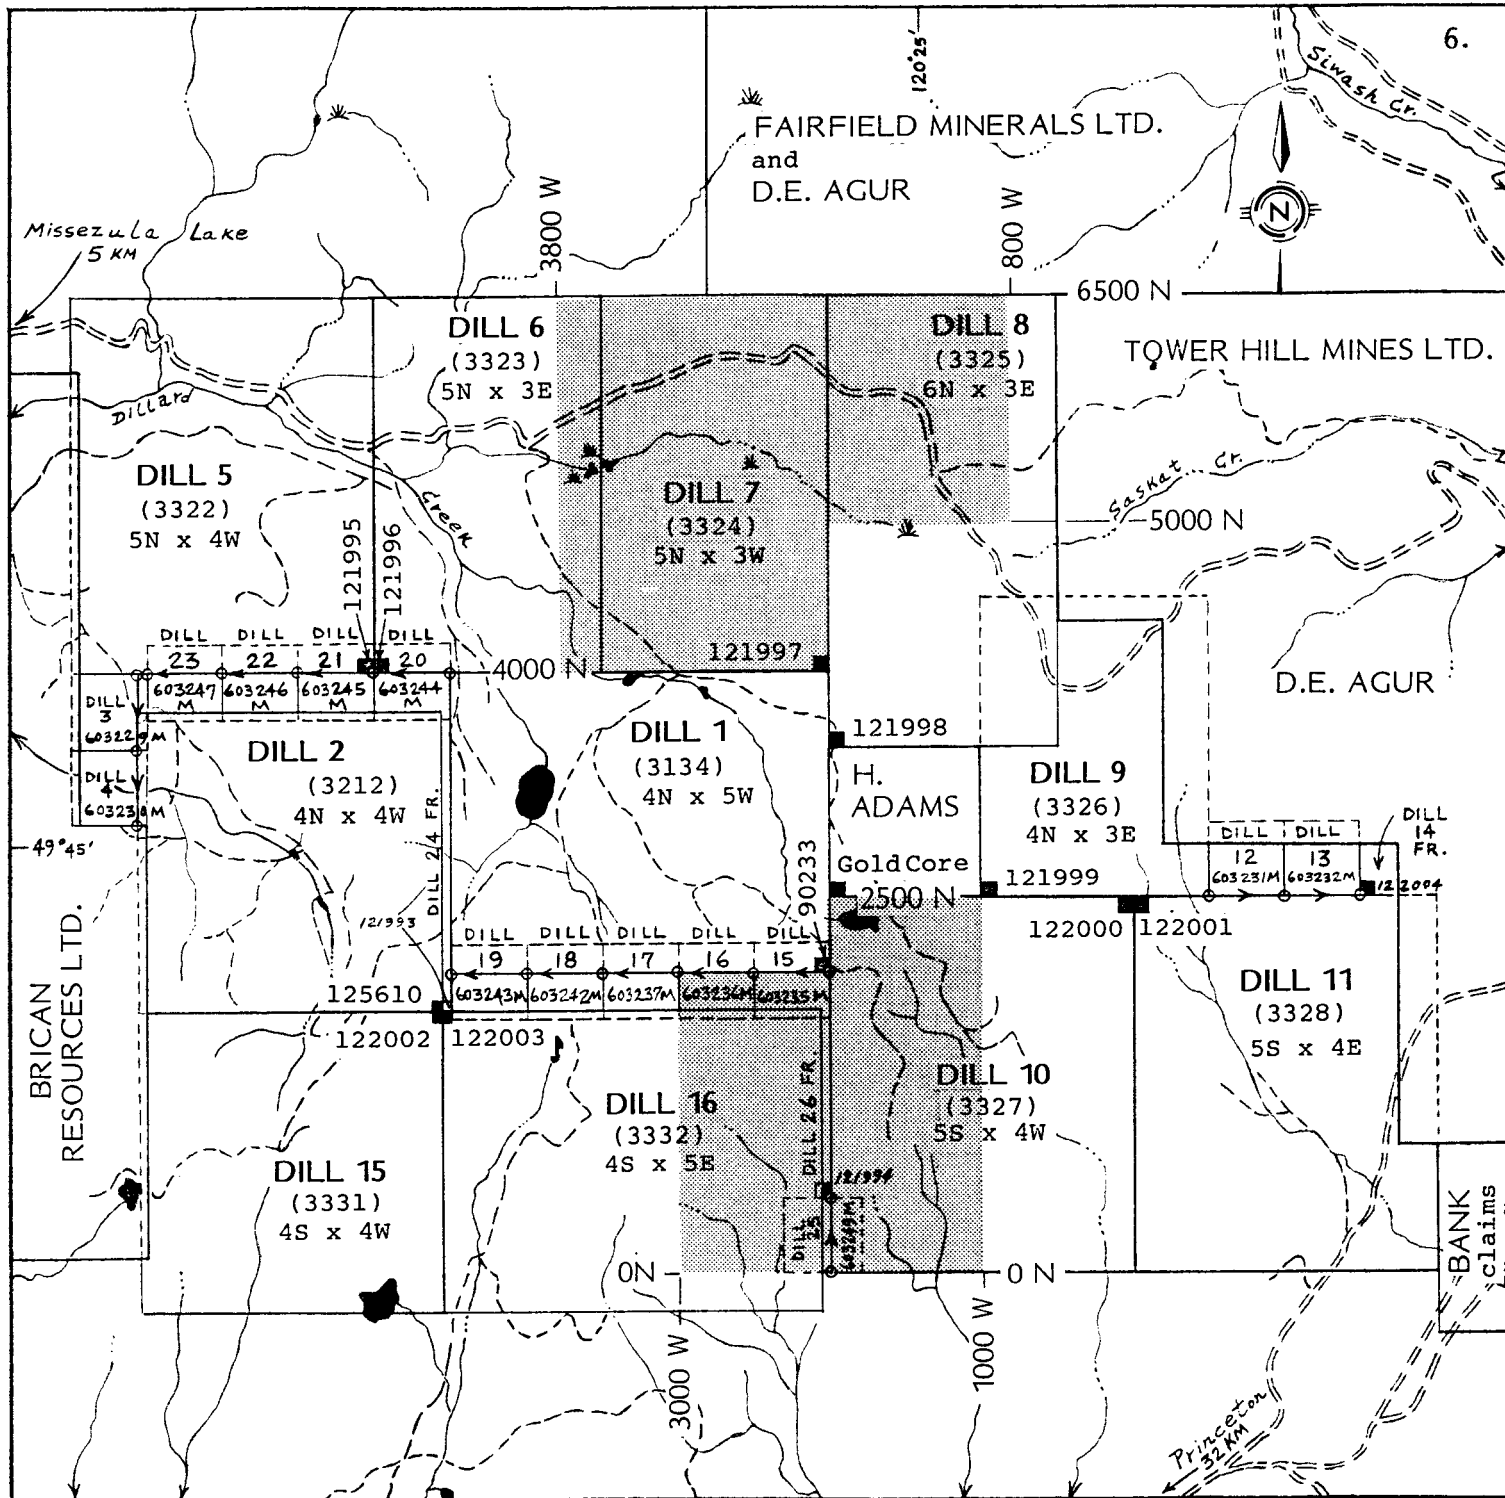 6.
120°25'
Siwash Cr.
FAIRFIELD MINERALS LTD.
and
D.E. AGUR
N
Missezula Lake
5 KM
3800 W
800 W
6500 N
DILL 6
(3323)
5N x 3E
DILL 8
(3325)
6N x 3E
TOWER HILL MINES LTD.
Dillard
Creek
DILL 5
(3322)
5N x 4W
DILL 7
(3324)
5N x 3W
Saskat Cr.
5000 N
121995
121996
DILL
23
603247
M
DILL
22
603246
M
DILL
21
603245
M
DILL
20
603244
M
4000 N
121997
D.E. AGUR
DILL
3
603229M
DILL
4
603230M
DILL 2
(3212)
4N x 4W
DILL 24 FR.
DILL 1
(3134)
4N x 5W
121998
H.
ADAMS
DILL 9
(3326)
4N x 3E
DILL
14
FR.
DILL
12
603231M
DILL
13
603232M
122004
49°45'
GoldCore
90233
2500 N
121999
122000
122001
121993
DILL
19
603243M
DILL
18
603242M
DILL
17
603237M
DILL
16
603236M
DILL
15
603235M
BRICAN
RESOURCES LTD.
125610
122002
122003
DILL 11
(3328)
5S x 4E
DILL 16
(3332)
4S x 5E
DILL 26 FR.
DILL 10
(3327)
5S x 4W
121994
DILL 15
(3331)
4S x 4W
DILL
25
603249M
BANK
claims
0N
0 N
3000 W
1000 W
Princeton
32 KM